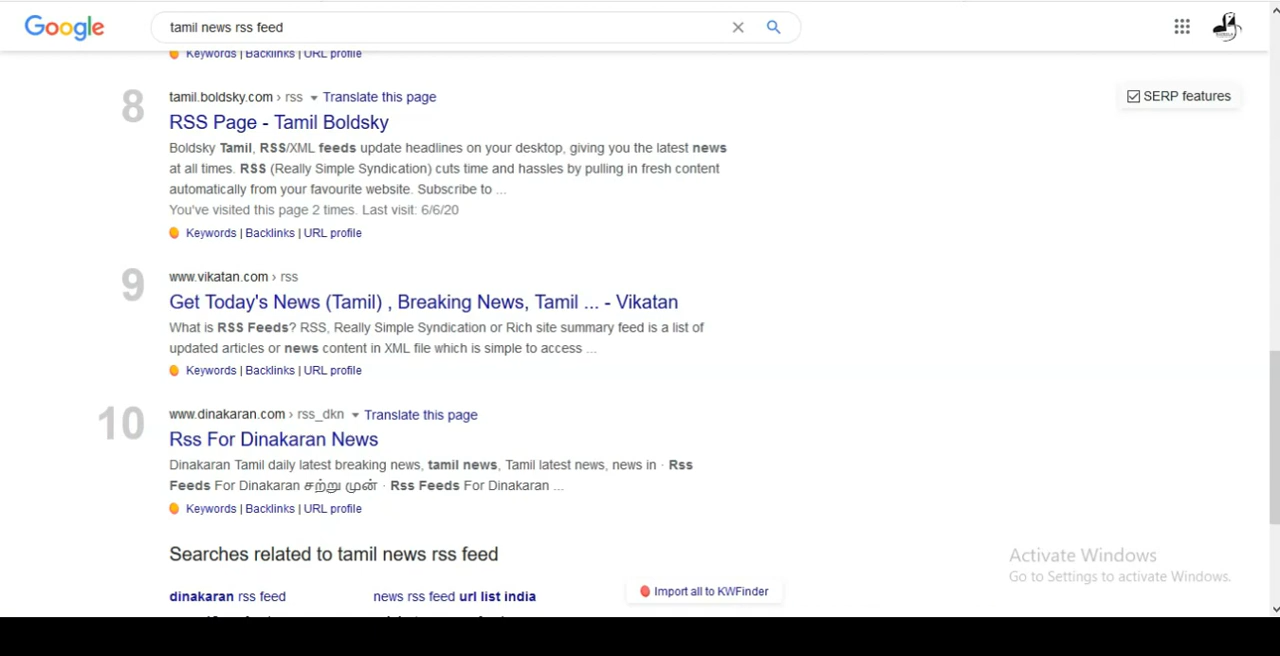 Google
tamil news rss feed
Keywords | Backlinks | URL profile
8
tamil.boldsky.com › rss Translate this page
SERP features
RSS Page - Tamil Boldsky
Boldsky Tamil, RSS/XML feeds update headlines on your desktop, giving you the latest news
at all times. RSS (Really Simple Syndication) cuts time and hassles by pulling in fresh content
automatically from your favourite website. Subscribe to ...
You've visited this page 2 times. Last visit: 6/6/20
Keywords | Backlinks | URL profile
9
www.vikatan.com › rss
Get Today's News (Tamil) , Breaking News, Tamil ... - Vikatan
What is RSS Feeds? RSS, Really Simple Syndication or Rich site summary feed is a list of
updated articles or news content in XML file which is simple to access ...
Keywords | Backlinks | URL profile
10
www.dinakaran.com › rss_dkn Translate this page
Rss For Dinakaran News
Dinakaran Tamil daily latest breaking news, tamil news, Tamil latest news, news in · Rss
Feeds For Dinakaran சற்று முன் · Rss Feeds For Dinakaran ...
Keywords | Backlinks | URL profile
Searches related to tamil news rss feed
Activate Windows
Go to Settings to activate Windows.
dinakaran rss feed
news rss feed url list india
Import all to KWFinder